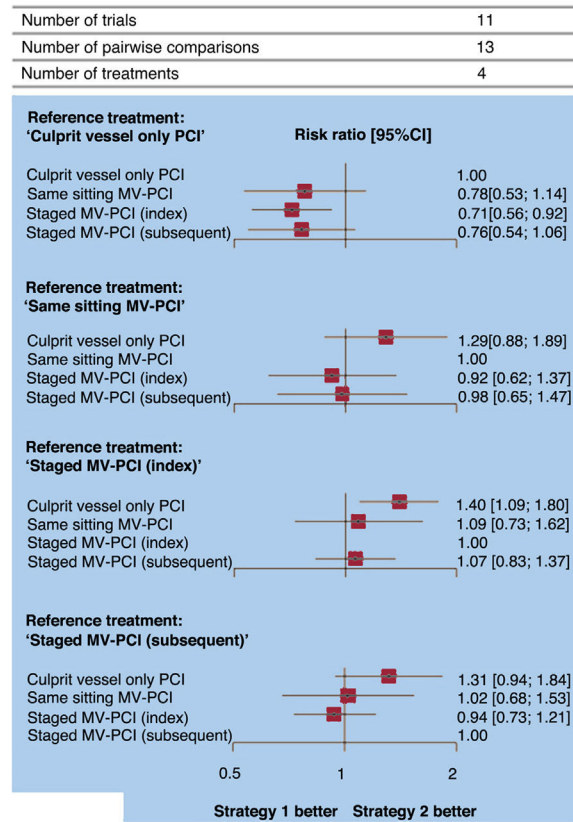 Number of trials 11
Number of pairwise comparisons 13
Number of treatments 4
Reference treatment:
'Culprit vessel only PCI' Risk ratio [95%CI]
Culprit vessel only PCI 1.00
Same sitting MV-PCI 0.78[0.53; 1.14]
Staged MV-PCI (index) 0.71[0.56; 0.92]
Staged MV-PCI (subsequent) 0.76[0.54; 1.06]
Reference treatment:
'Same sitting MV-PCI'
Culprit vessel only PCI 1.29[0.88; 1.89]
Same sitting MV-PCI 1.00
Staged MV-PCI (index) 0.92 [0.62; 1.37]
Staged MV-PCI (subsequent) 0.98 [0.65; 1.47]
Reference treatment:
'Staged MV-PCI (index)'
Culprit vessel only PCI 1.40 [1.09; 1.80]
Same sitting MV-PCI 1.09 [0.73; 1.62]
Staged MV-PCI (index) 1.00
Staged MV-PCI (subsequent) 1.07 [0.83; 1.37]
Reference treatment:
'Staged MV-PCI (subsequent)'
Culprit vessel only PCI 1.31 [0.94; 1.84]
Same sitting MV-PCI 1.02 [0.68; 1.53]
Staged MV-PCI (index) 0.94 [0.73; 1.21]
Staged MV-PCI (subsequent) 1.00
0.5 1 2
Strategy 1 better Strategy 2 better